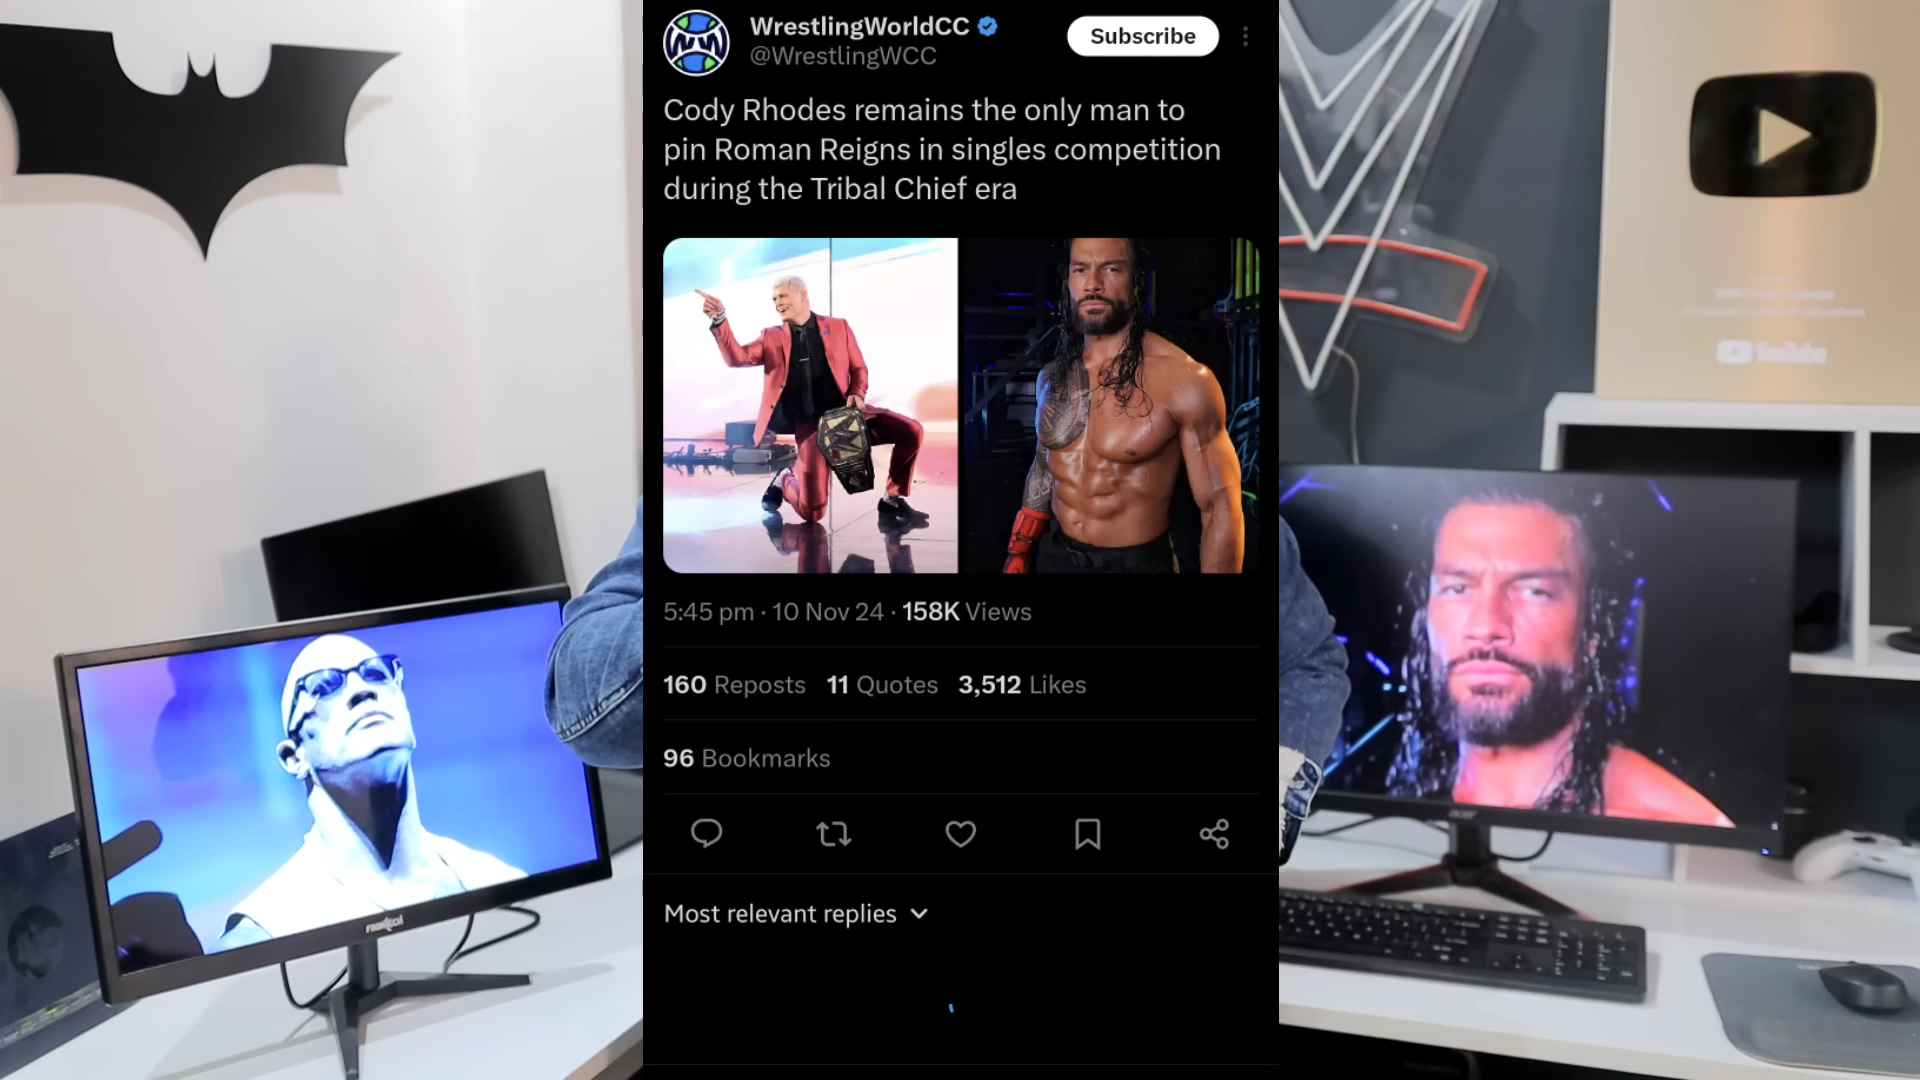 WrestlingWorldCC
@WrestlingWCC
Subscribe
Cody Rhodes remains the only man to
pin Roman Reigns in singles competition
during the Tribal Chief era
5:45 pm · 10 Nov 24 · 158K Views
160 Reposts 11 Quotes 3,512 Likes
96 Bookmarks
Most relevant replies
YouTube
acer